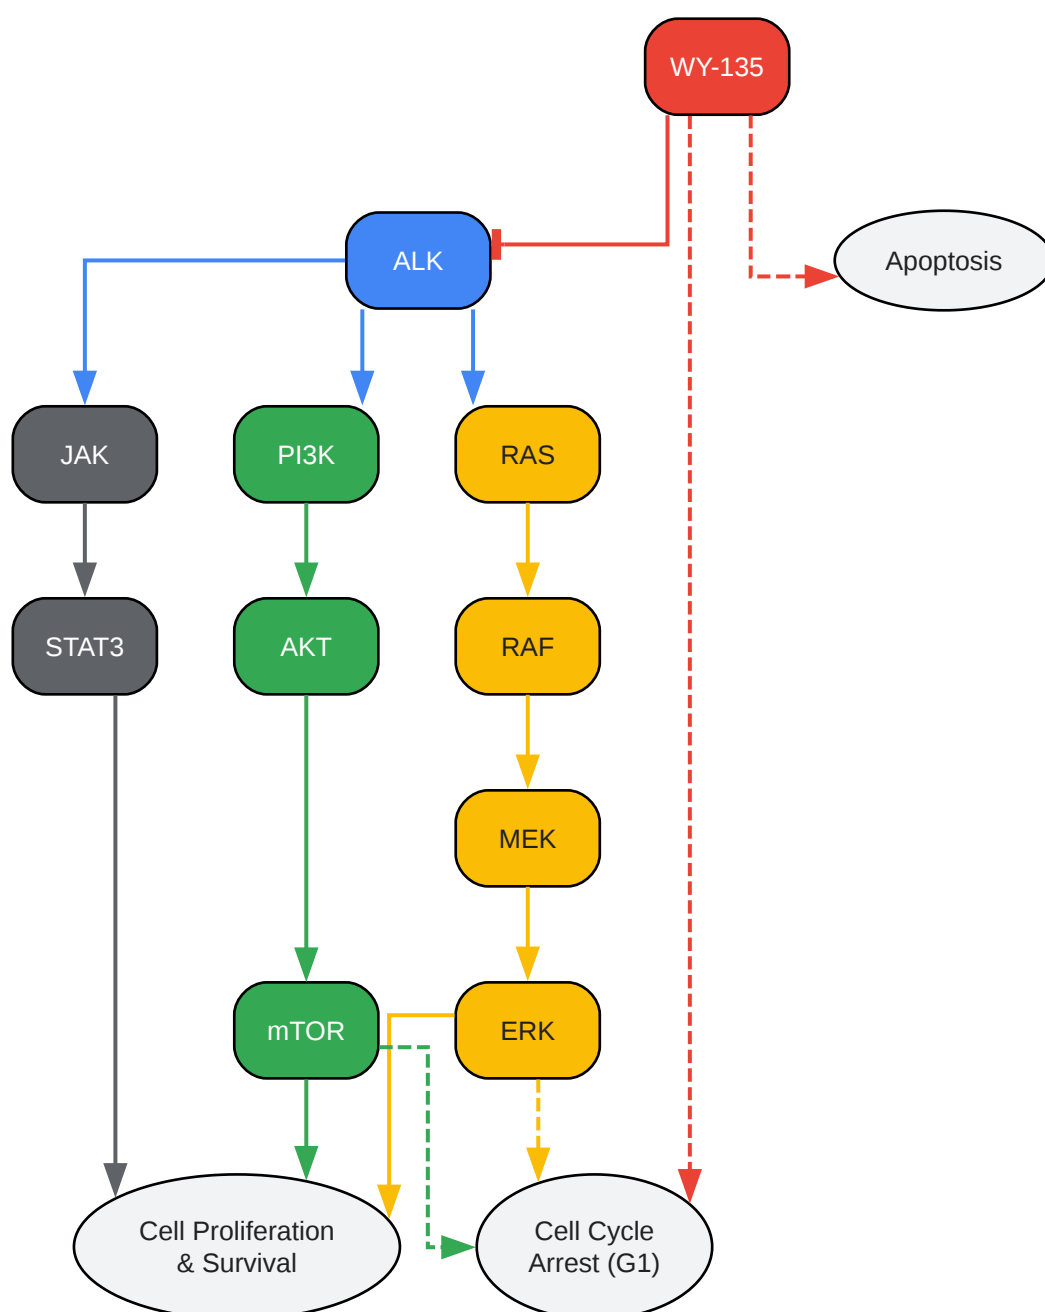 WY-135
ALK
Apoptosis
JAK
PI3K
RAS
STAT3
AKT
RAF
MEK
mTOR
ERK
Cell Proliferation
& Survival
Cell Cycle
Arrest (G1)